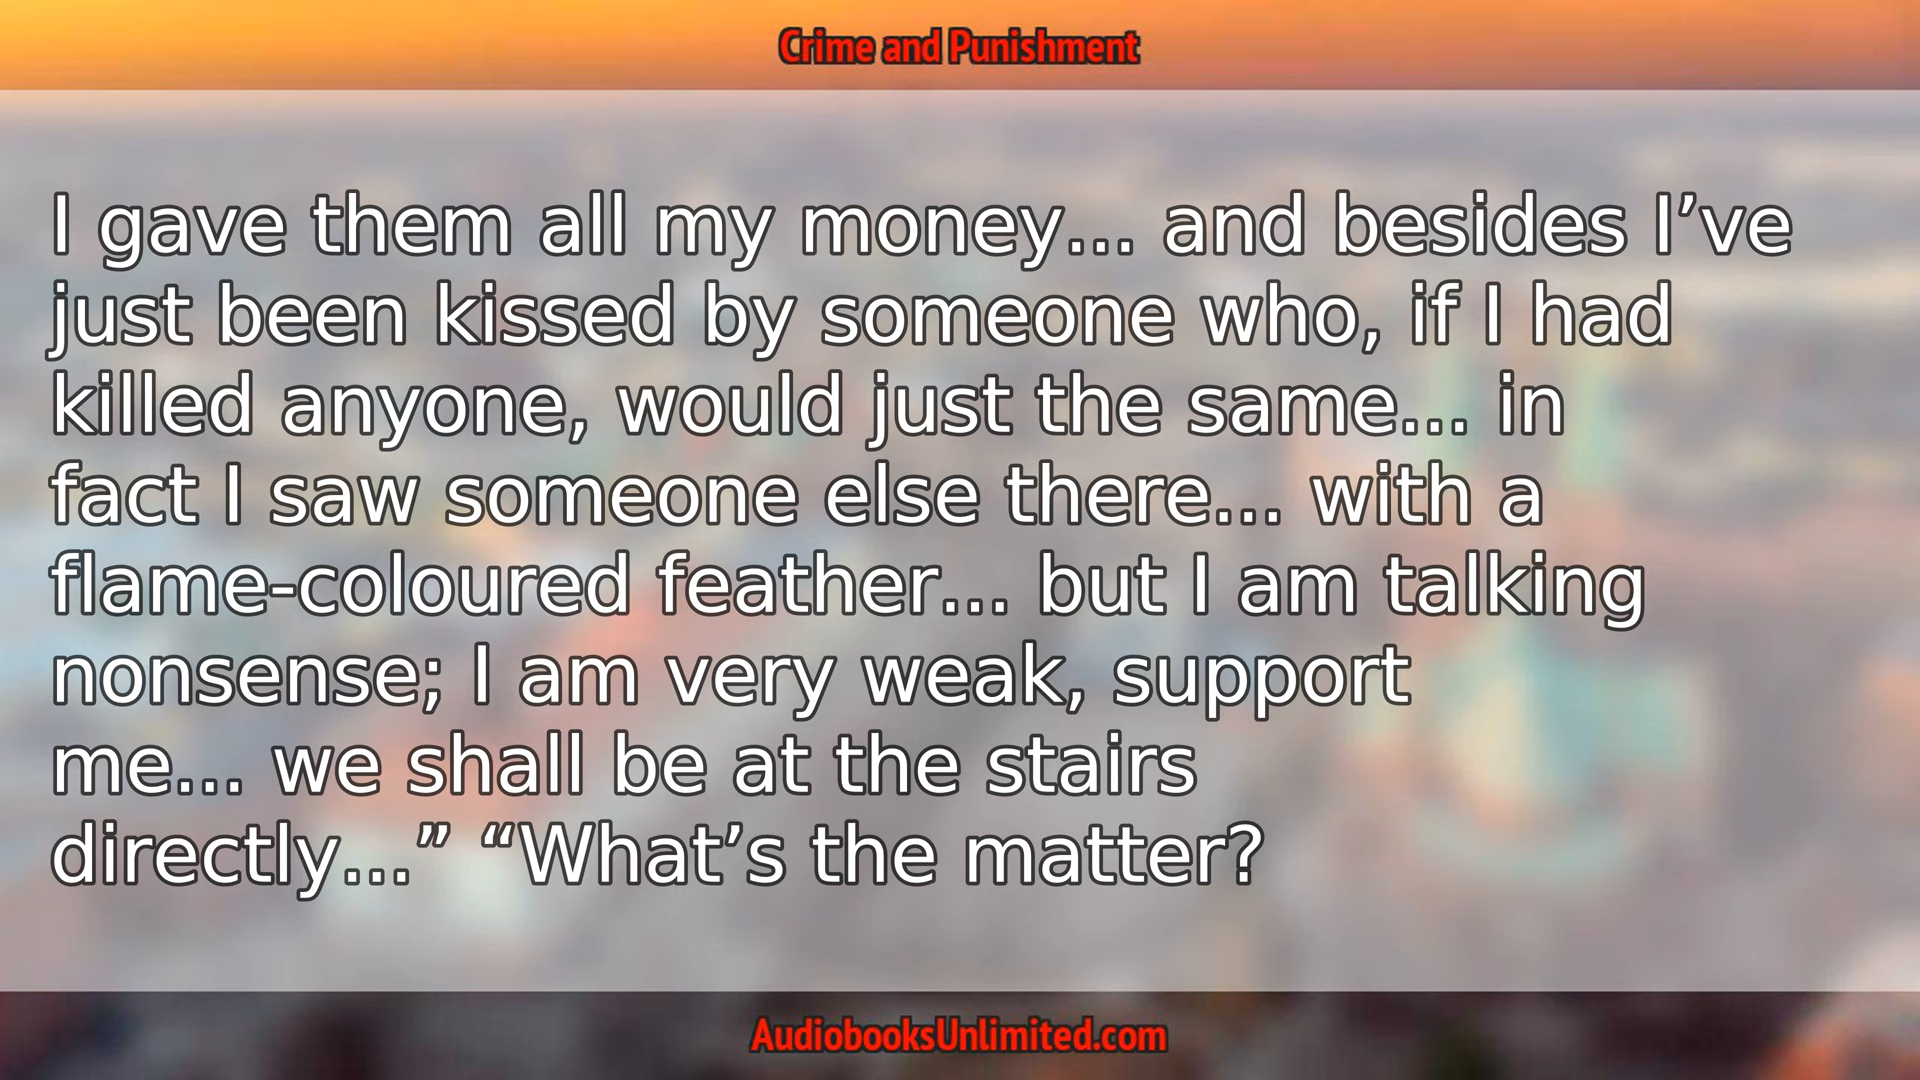 Crime and Punishment
I gave them all my money... and besides I’ve
just been kissed by someone who, if I had
killed anyone, would just the same... in
fact I saw someone else there... with a
flame-coloured feather... but I am talking
nonsense; I am very weak, support
me... we shall be at the stairs
directly...” “What’s the matter?
AudiobooksUnlimited.com